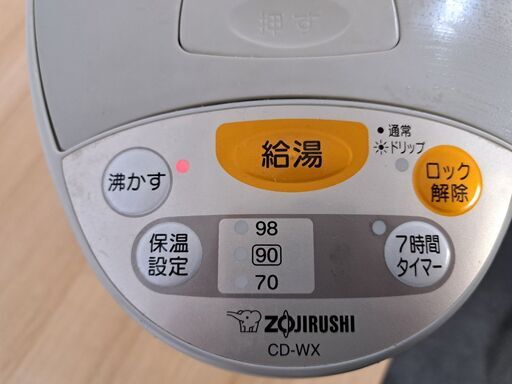 押す
給湯
●通常
ドリップ
沸かす
ロック
解除
保温
設定
98
90
70
7時間
タイマー
ZOJIRUSHI
CD-WX